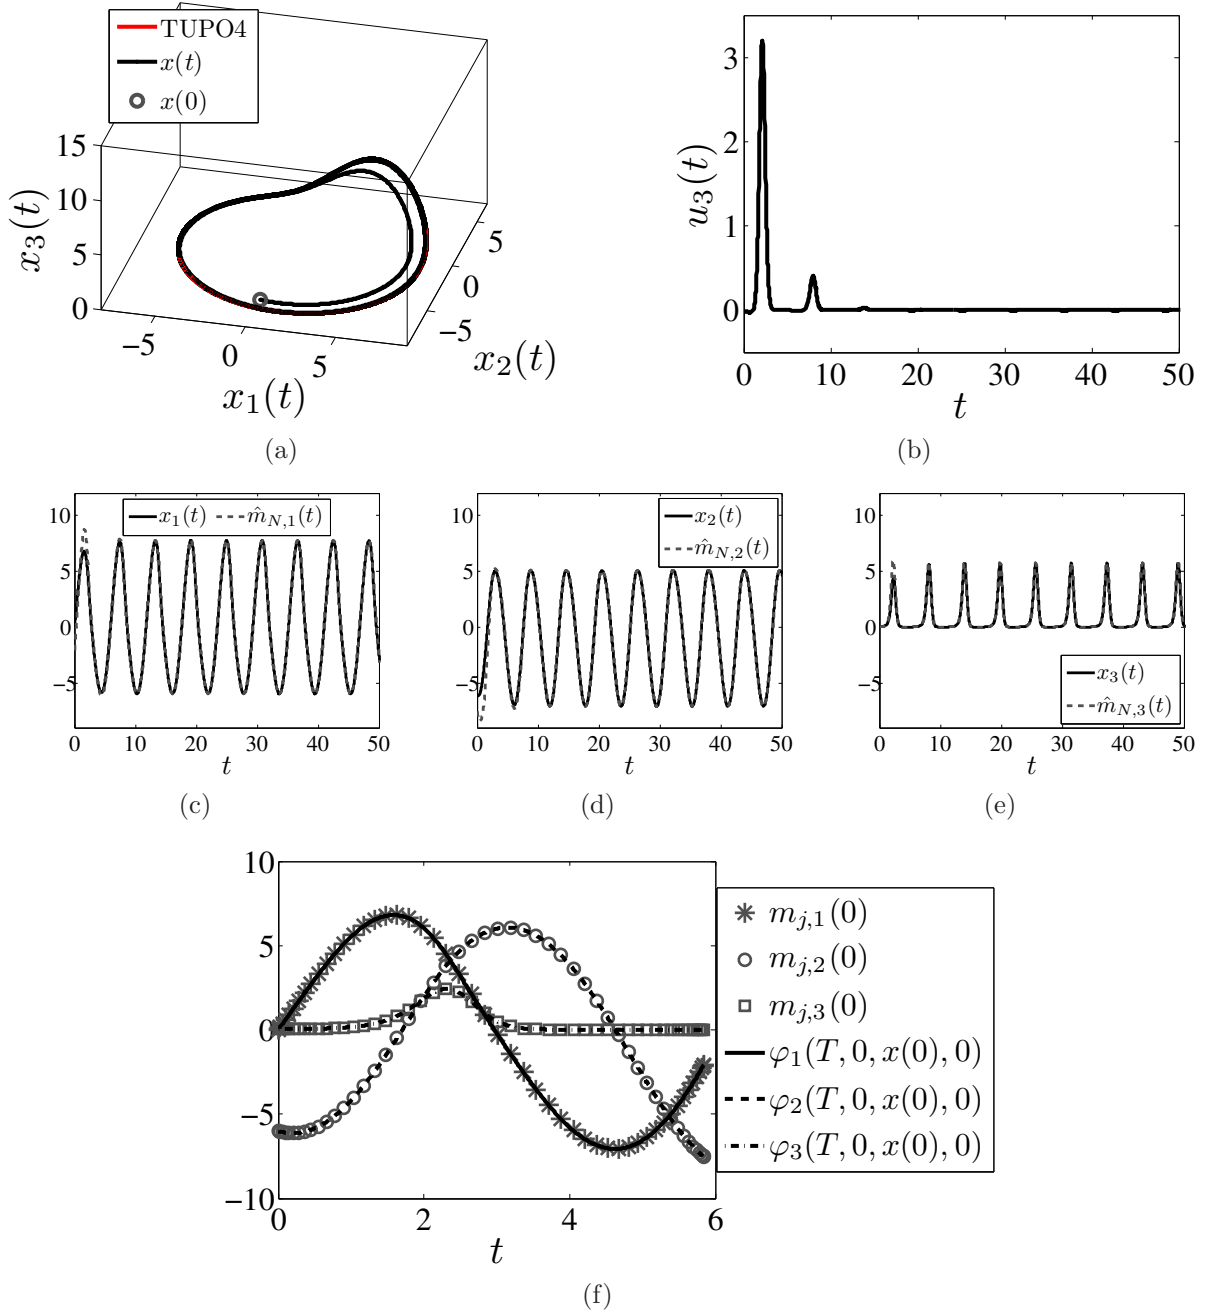 TUPO4
x(t)
x(0)
15
10
5
0
x₃(t)
−5
0
5
x₁(t)
5
0
−5
x₂(t)
(a)
3
2
1
0
u₃(t)
0 10 20 30 40 50
t
(b)
x₁(t) m̂_{N,1}(t)
10
5
0
−5
0 10 20 30 40 50
t
(c)
x₂(t)
m̂_{N,2}(t)
10
5
0
−5
0 10 20 30 40 50
t
(d)
10
5
0
−5
x₃(t)
m̂_{N,3}(t)
0 10 20 30 40 50
t
(e)
10
5
0
−5
−10
0 2 4 6
t
m_{j,1}(0)
m_{j,2}(0)
m_{j,3}(0)
φ₁(T, 0, x(0), 0)
φ₂(T, 0, x(0), 0)
φ₃(T, 0, x(0), 0)
(f)